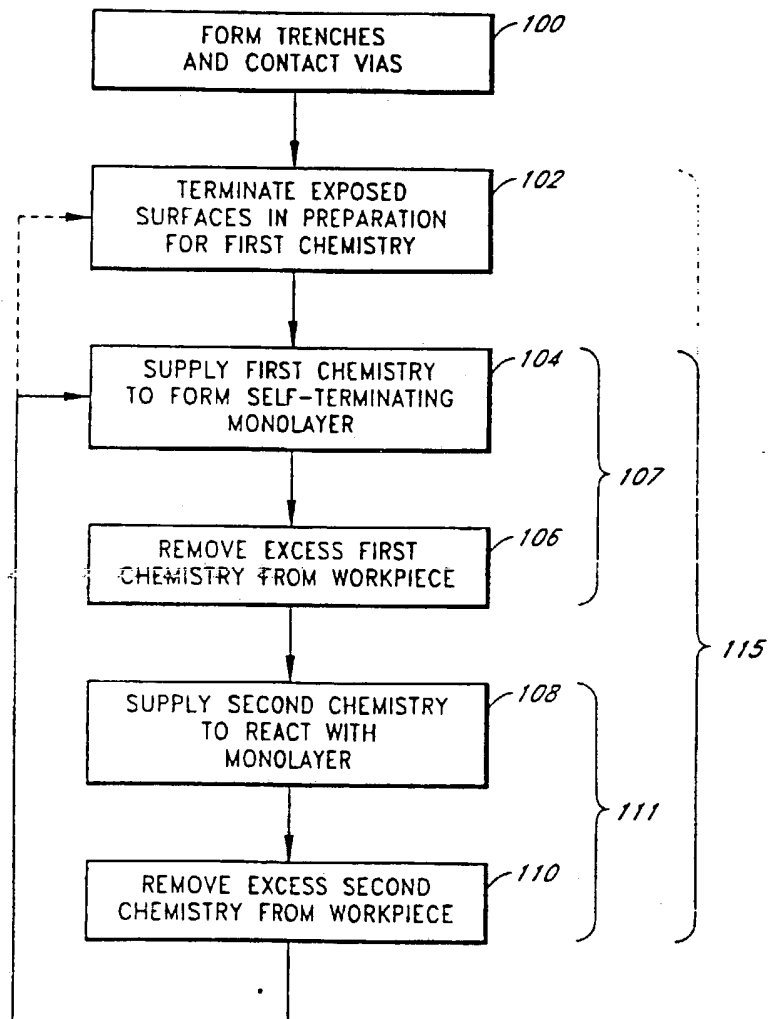 FORM TRENCHES
AND CONTACT VIAS
100
TERMINATE EXPOSED
SURFACES IN PREPARATION
FOR FIRST CHEMISTRY
102
SUPPLY FIRST CHEMISTRY
TO FORM SELF-TERMINATING
MONOLAYER
104
REMOVE EXCESS FIRST
CHEMISTRY FROM WORKPIECE
106
107
SUPPLY SECOND CHEMISTRY
TO REACT WITH
MONOLAYER
108
REMOVE EXCESS SECOND
CHEMISTRY FROM WORKPIECE
110
111
115